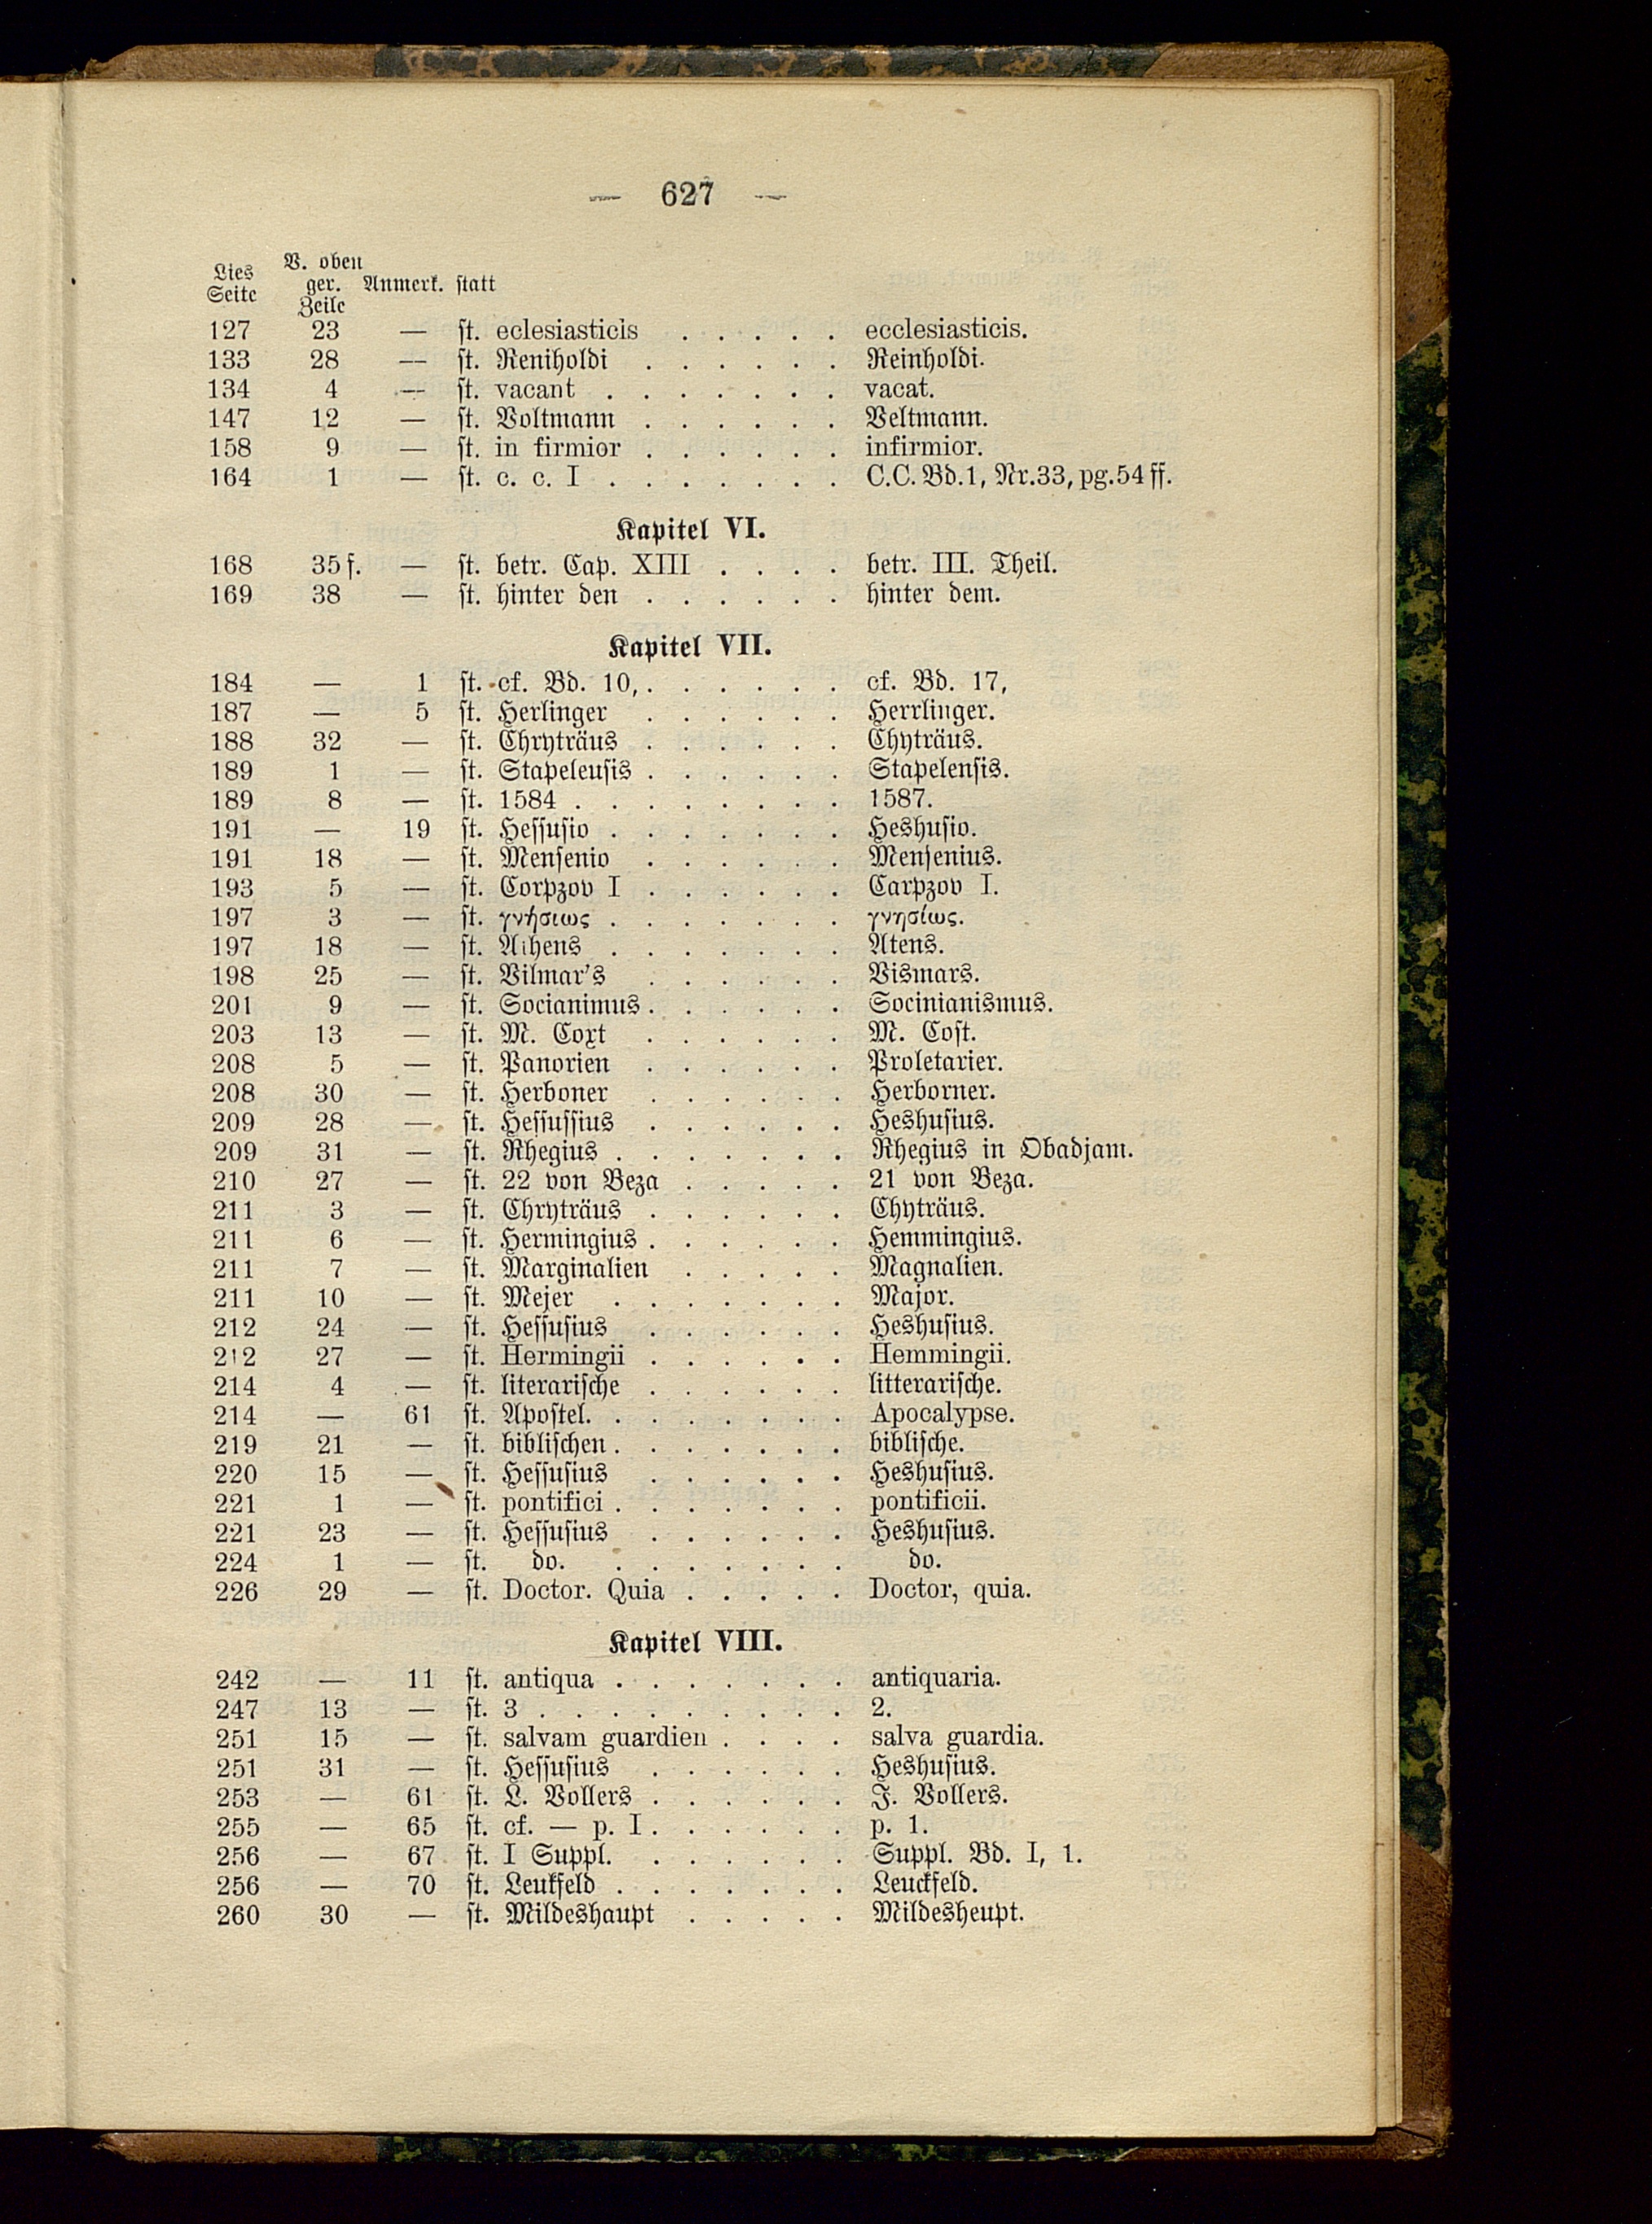 — 627 —
Lies Seite V. oben ger. Zeile Anmerk. statt
127 23 — st. eclesiasticis . . . . . ecclesiasticis.
133 28 — st. Reniholdi . . . . . . Reinholdi.
134 4 — st. vacant . . . . . . . vacat.
147 12 — st. Voltmann . . . . . . Veltmann.
158 9 — st. in firmior . . . . . . infirmior.
164 1 — st. c. c. I . . . . . . . C.C. Bd.1, Nr.33, pg.54 ff.
Kapitel VI.
168 35 f. — st. betr. Cap. XIII . . . . betr. III. Theil.
169 38 — st. hinter den . . . . . . hinter dem.
Kapitel VII.
184 — 1 st. cf. Bd. 10, . . . . . . cf. Bd. 17,
187 — 5 st. Herlinger . . . . . . Herrlinger.
188 32 — st. Chryträus . . . . . . Chyträus.
189 1 — st. Stapeleusis . . . . . . Stapelensis.
189 8 — st. 1584 . . . . . . . . 1587.
191 — 19 st. Hessusio . . . . . . . Heshusio.
191 18 — st. Mensenio . . . . . . Mensenius.
193 5 — st. Corpzov I . . . . . . Carpzov I.
197 3 — st. γνήσιως . . . . . . . γνησίως.
197 18 — st. Athens . . . . . . . Atens.
198 25 — st. Vilmar's . . . . . . Vismars.
201 9 — st. Socianimus . . . . . . Socinianismus.
203 13 — st. M. Coxt . . . . . . M. Cost.
208 5 — st. Panorien . . . . . . Proletarier.
208 30 — st. Herboner . . . . . . Herborner.
209 28 — st. Hessussius . . . . . . Heshusius.
209 31 — st. Rhegius . . . . . . . Rhegius in Obadjam.
210 27 — st. 22 von Beza . . . . . 21 von Beza.
211 3 — st. Chryträus . . . . . . Chyträus.
211 6 — st. Hermingius . . . . . . Hemmingius.
211 7 — st. Marginalien . . . . . Magnalien.
211 10 — st. Mejer . . . . . . . Major.
212 24 — st. Hessusius . . . . . . Heshusius.
212 27 — st. Hermingii . . . . . . Hemmingii.
214 4 — st. literarische . . . . . . litterarische.
214 — 61 st. Apostel. . . . . . . . Apocalypse.
219 21 — st. biblischen . . . . . . . biblische.
220 15 — st. Hessusius . . . . . . Heshusius.
221 1 — st. pontifici . . . . . . . pontificii.
221 23 — st. Hessusius . . . . . . Heshusius.
224 1 — st. do. . . . . . . . do.
226 29 — st. Doctor. Quia . . . . . Doctor, quia.
Kapitel VIII.
242 — 11 st. antiqua . . . . . . . antiquaria.
247 13 — st. 3 . . . . . . . . . 2.
251 15 — st. salvam guardien . . . . salva guardia.
251 31 — st. Hessusius . . . . . . Heshusius.
253 — 61 st. L. Vollers . . . . . . J. Vollers.
255 — 65 st. cf. — p. I . . . . . . p. 1.
256 — 67 st. I Suppl. . . . . . . Suppl. Bd. I, 1.
256 — 70 st. Leukfeld . . . . . . . Leuckfeld.
260 30 — st. Mildeshaupt . . . . . Mildesheupt.